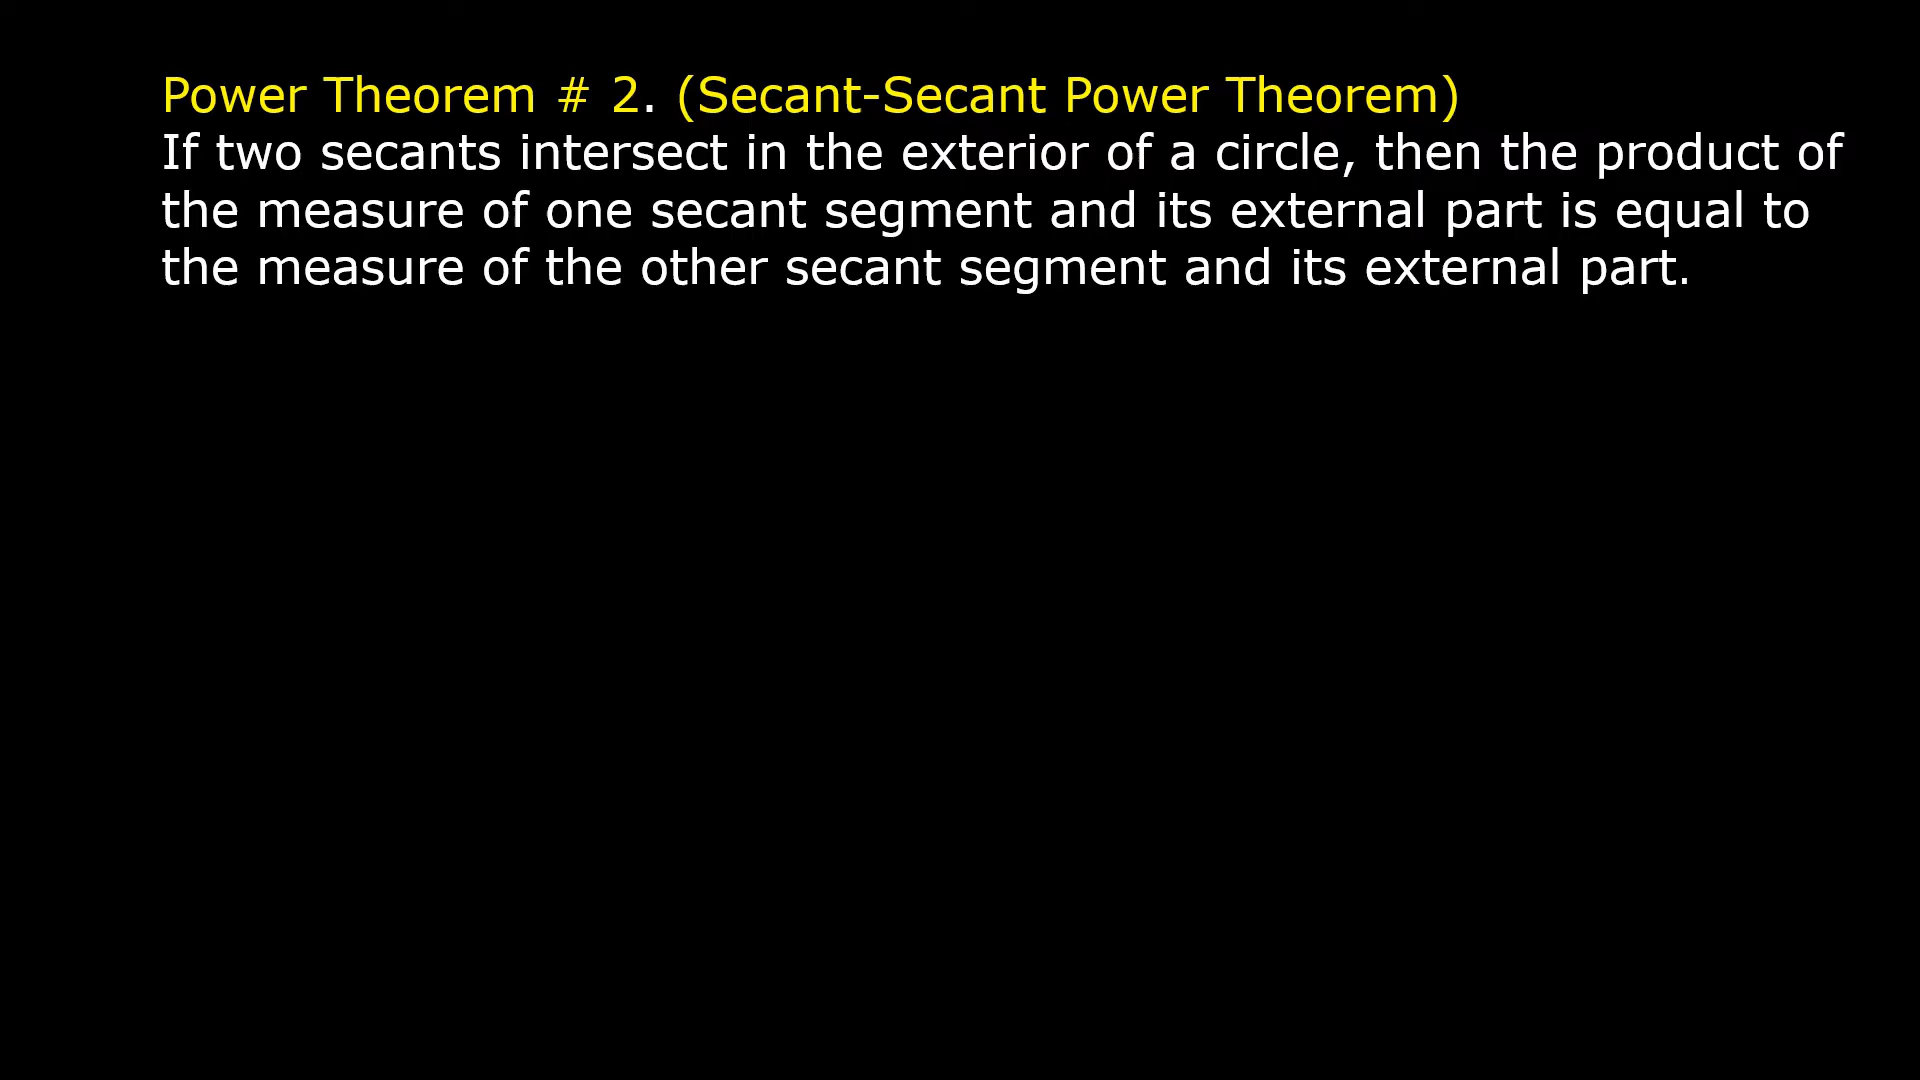 Power Theorem # 2. (Secant-Secant Power Theorem)
If two secants intersect in the exterior of a circle, then the product of
the measure of one secant segment and its external part is equal to
the measure of the other secant segment and its external part.